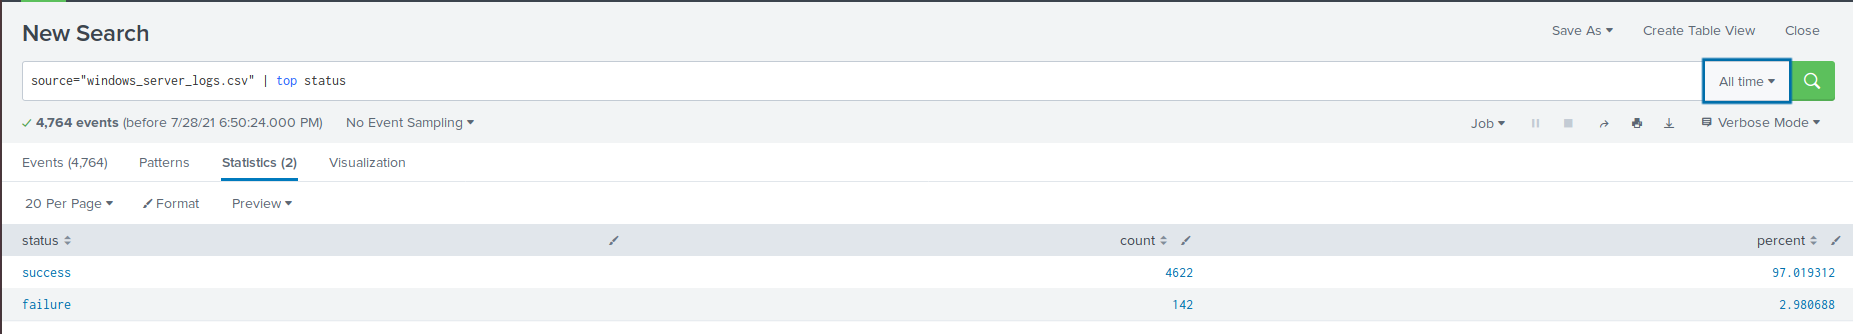 New Search
Save As Create Table View Close
source="windows_server_logs.csv" | top status
All time
4,764 events (before 7/28/21 6:50:24.000 PM) No Event Sampling
Job Verbose Mode
Events (4,764) Patterns Statistics (2) Visualization
20 Per Page Format Preview
status count percent
success 4622 97.019312
failure 142 2.980688